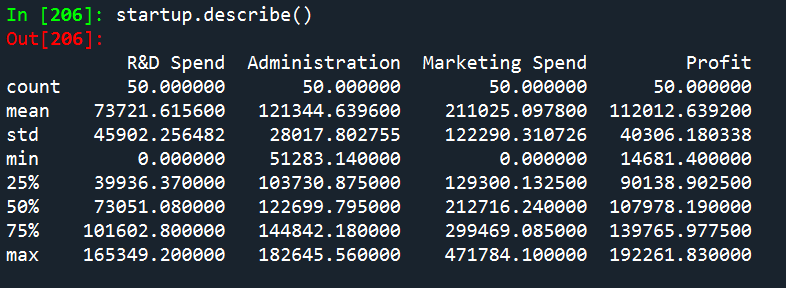 In [206]: startup.describe()
Out[206]:
R&D Spend Administration Marketing Spend Profit
count 50.000000 50.000000 50.000000 50.000000
mean 73721.615600 121344.639600 211025.097800 112012.639200
std 45902.256482 28017.802755 122290.310726 40306.180338
min 0.000000 51283.140000 0.000000 14681.400000
25% 39936.370000 103730.875000 129300.132500 90138.902500
50% 73051.080000 122699.795000 212716.240000 107978.190000
75% 101602.800000 144842.180000 299469.085000 139765.977500
max 165349.200000 182645.560000 471784.100000 192261.830000